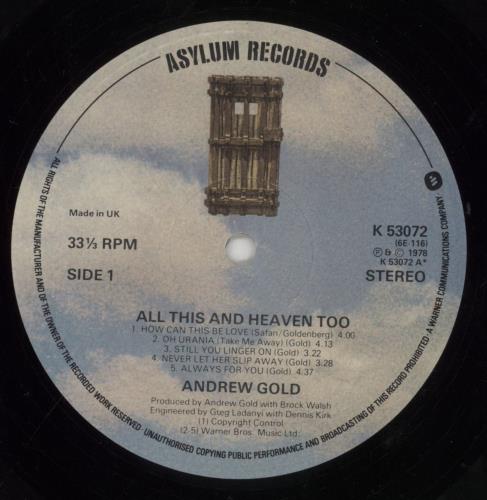 ASYLUM RECORDS
Made in UK
33⅓ RPM
SIDE 1
K 53072
(6E-116)
Ⓟ & © 1978
K 53072 A*
STEREO
ALL THIS AND HEAVEN TOO
1. HOW CAN THIS BE LOVE (Safan/Goldenberg) 4.00
2. OH URANIA (Take Me Away) (Gold) 4.13
3. STILL YOU LINGER ON (Gold) 3.22
4. NEVER LET HER SLIP AWAY (Gold) 3.28
5. ALWAYS FOR YOU (Gold) 4.37
ANDREW GOLD
Produced by Andrew Gold with Brock Walsh
Engineered by Greg Ladanyi with Dennis Kirk
(1) Copyright Control
(2-5) Warner Bros. Music Ltd.
ALL RIGHTS OF THE MANUFACTURER AND OF THE OWNER OF THE RECORDED WORK RESERVED · UNAUTHORISED COPYING PUBLIC PERFORMANCE AND BROADCASTING OF THIS RECORD PROHIBITED · A WARNER COMMUNICATIONS COMPANY